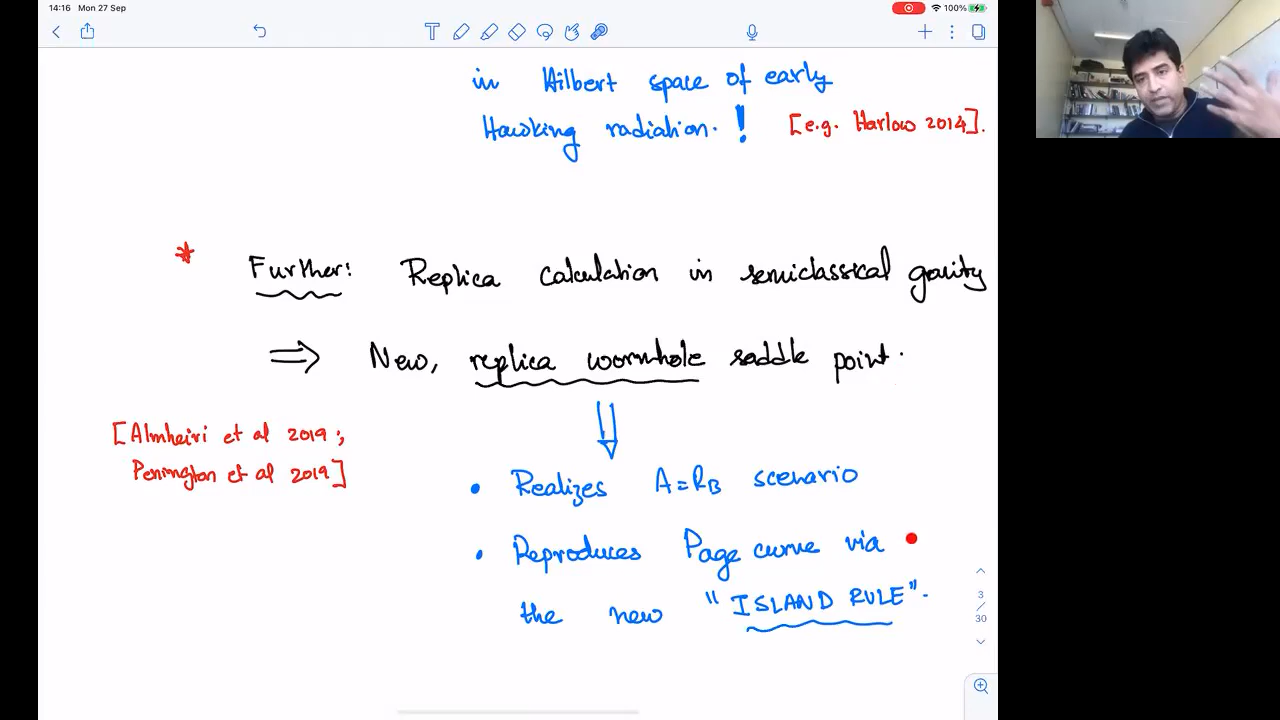 14:16 Mon 27 Sep
100%
in Hilbert space of early
Hawking radiation. ! [e.g. Harlow 2014].
* Further: Replica calculation in semiclassical gravity
⇒ New, replica wormhole saddle point.
⇓
[Almheiri et al 2019;
Penington et al 2019]
• Realizes A=R_B scenario
• Reproduces Page curve via
the new "ISLAND RULE".
3
/
30